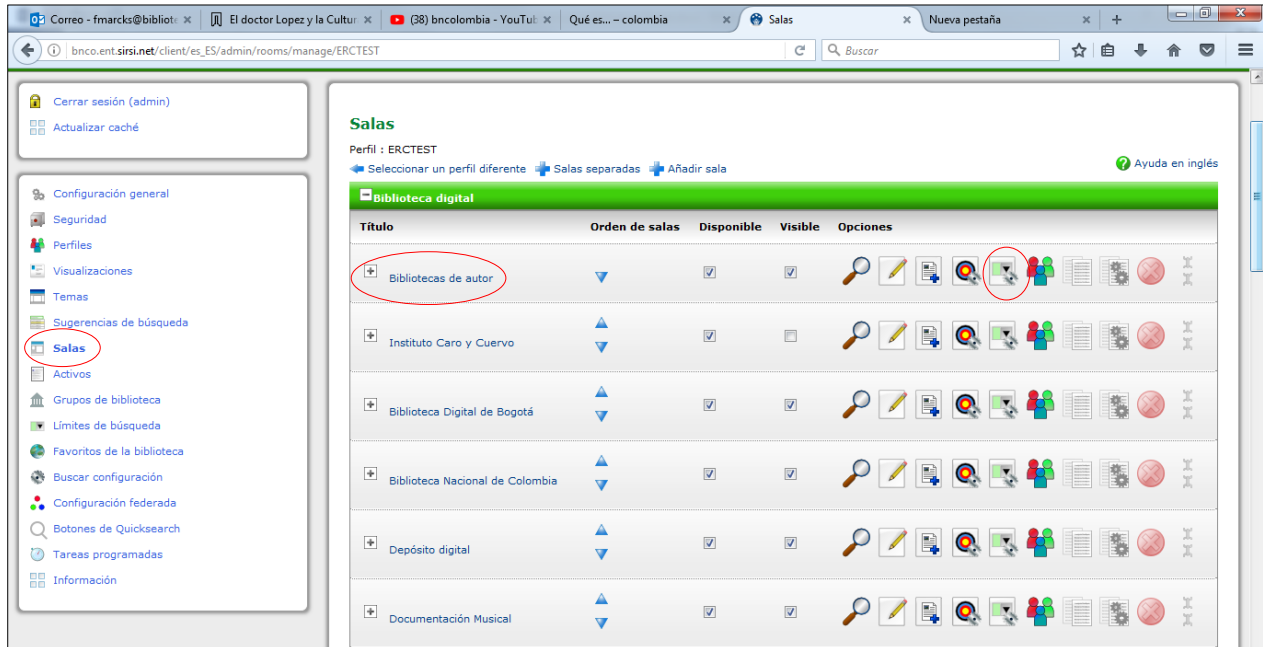 Correo - fmarcks@bibliote
El doctor Lopez y la Cultur
(38) bncolombia - YouTub
Qué es... – colombia
Salas
Nueva pestaña
bnco.ent.sirsi.net/client/es_ES/admin/rooms/manage/ERCTEST
Buscar
Cerrar sesión (admin)
Actualizar caché
Configuración general
Seguridad
Perfiles
Visualizaciones
Temas
Sugerencias de búsqueda
Salas
Activos
Grupos de biblioteca
Límites de búsqueda
Favoritos de la biblioteca
Buscar configuración
Configuración federada
Botones de Quicksearch
Tareas programadas
Información
Salas
Perfil : ERCTEST
Seleccionar un perfil diferente Salas separadas Añadir sala
Ayuda en inglés
Biblioteca digital
Título Orden de salas Disponible Visible Opciones
Bibliotecas de autor
Instituto Caro y Cuervo
Biblioteca Digital de Bogotá
Biblioteca Nacional de Colombia
Depósito digital
Documentación Musical